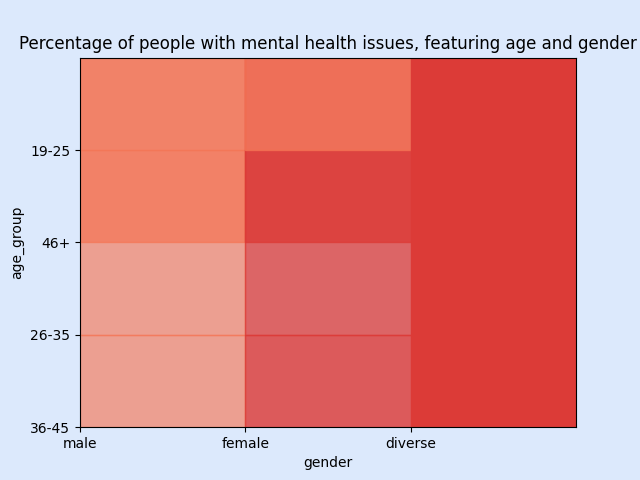 Percentage of people with mental health issues, featuring age and gender
19-25
46+
26-35
36-45
age_group
male female diverse
gender